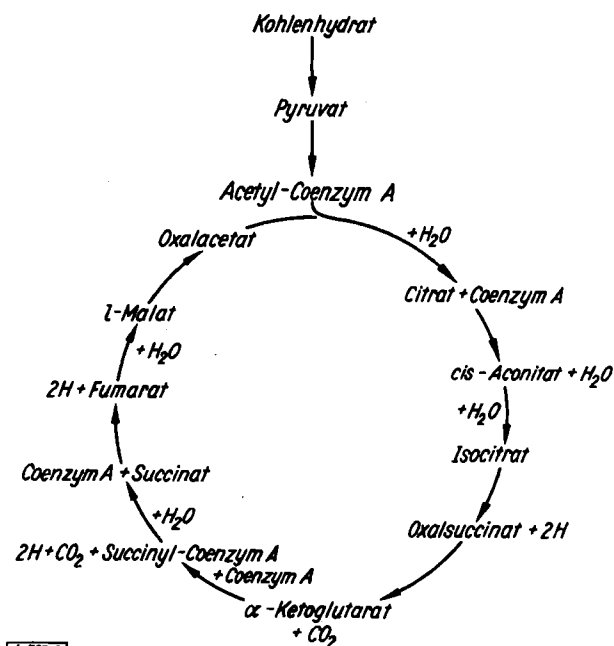 Kohlenhydrat
Pyruvat
Acetyl-Coenzym A
Oxalacetat
+H₂O
Citrat + Coenzym A
l-Malat
+H₂O
cis-Aconitat + H₂O
2H + Fumarat
+H₂O
Isocitrat
Coenzym A + Succinat
+H₂O
Oxalsuccinat + 2H
2H + CO₂ + Succinyl-Coenzym A
+ Coenzym A
α-Ketoglutarat
+ CO₂